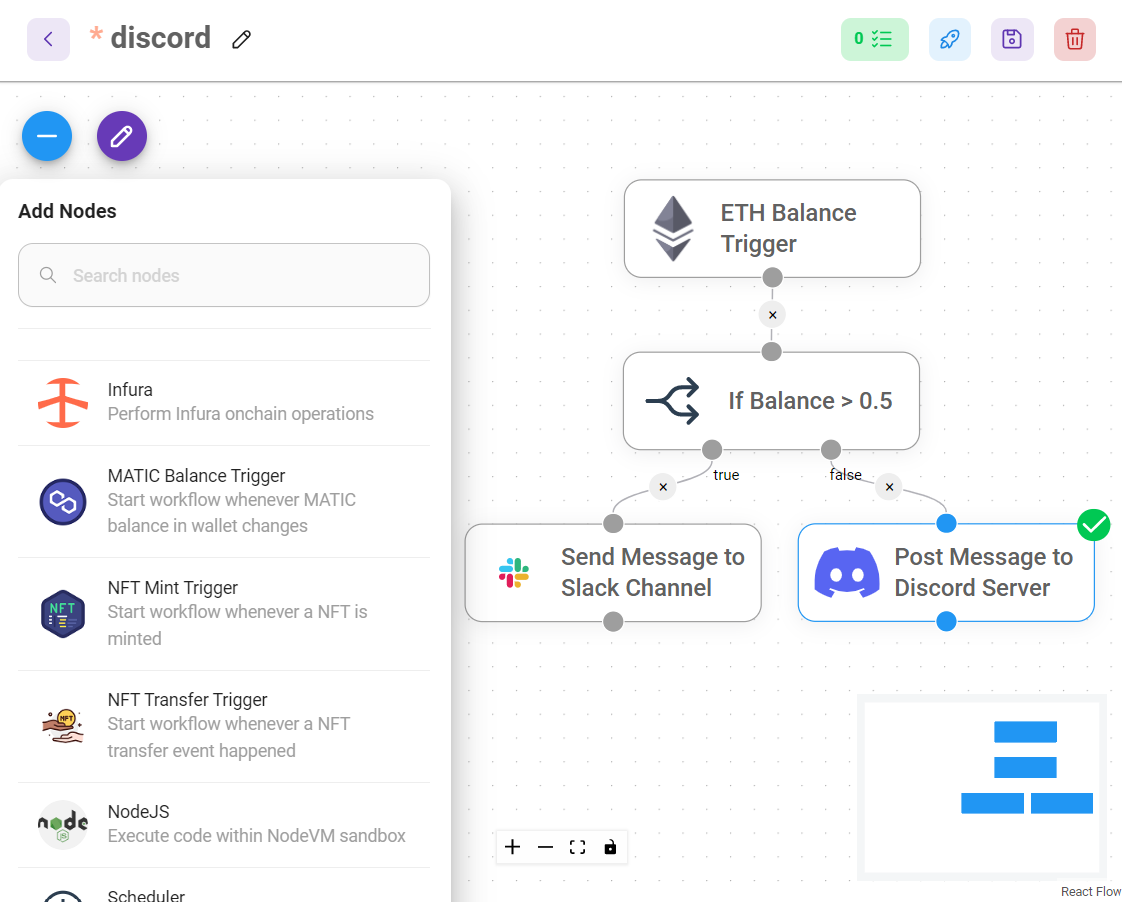 * discord
0
Add Nodes
Search nodes
Infura
Perform Infura onchain operations
MATIC Balance Trigger
Start workflow whenever MATIC
balance in wallet changes
NFT
NFT Mint Trigger
Start workflow whenever a NFT is
minted
NFT
NFT Transfer Trigger
Start workflow whenever a NFT
transfer event happened
node
JS
NodeJS
Execute code within NodeVM sandbox
Scheduler
ETH Balance
Trigger
×
If Balance > 0.5
true
false
×
×
Send Message to
Slack Channel
Post Message to
Discord Server
React Flow